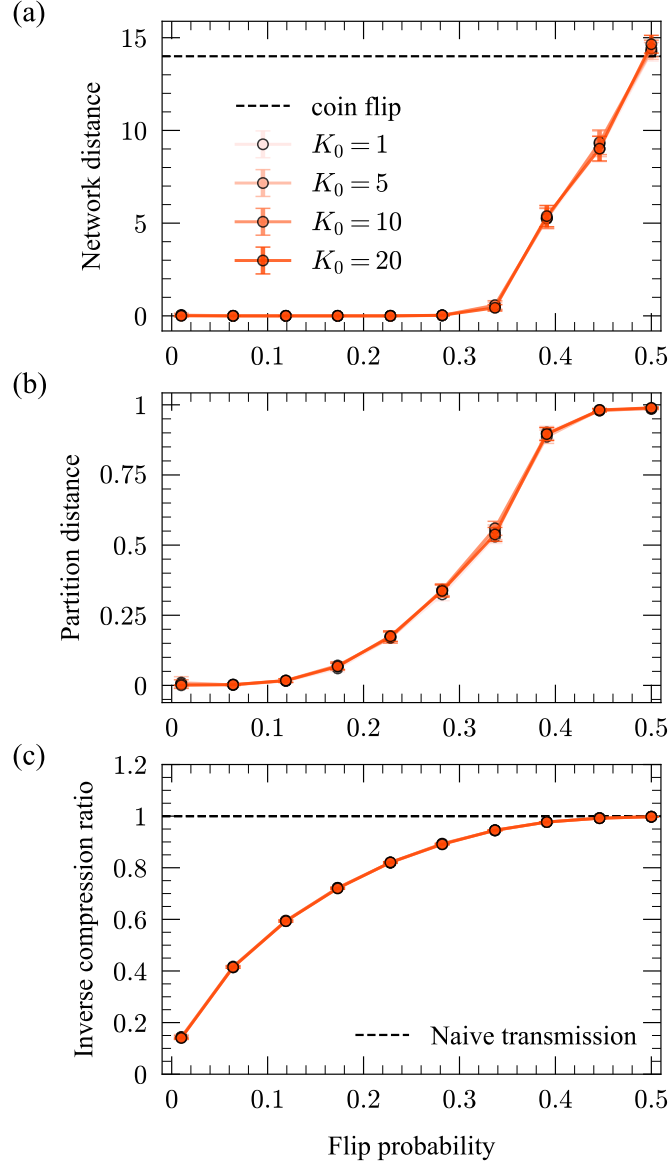 (a)
15
10
5
0
Network distance
coin flip
K₀ = 1
K₀ = 5
K₀ = 10
K₀ = 20
0 0.1 0.2 0.3 0.4 0.5
(b)
1
0.75
0.5
0.25
0
Partition distance
0 0.1 0.2 0.3 0.4 0.5
(c)
1.2
1
0.8
0.6
0.4
0.2
0
Inverse compression ratio
Naive transmission
0 0.1 0.2 0.3 0.4 0.5
Flip probability